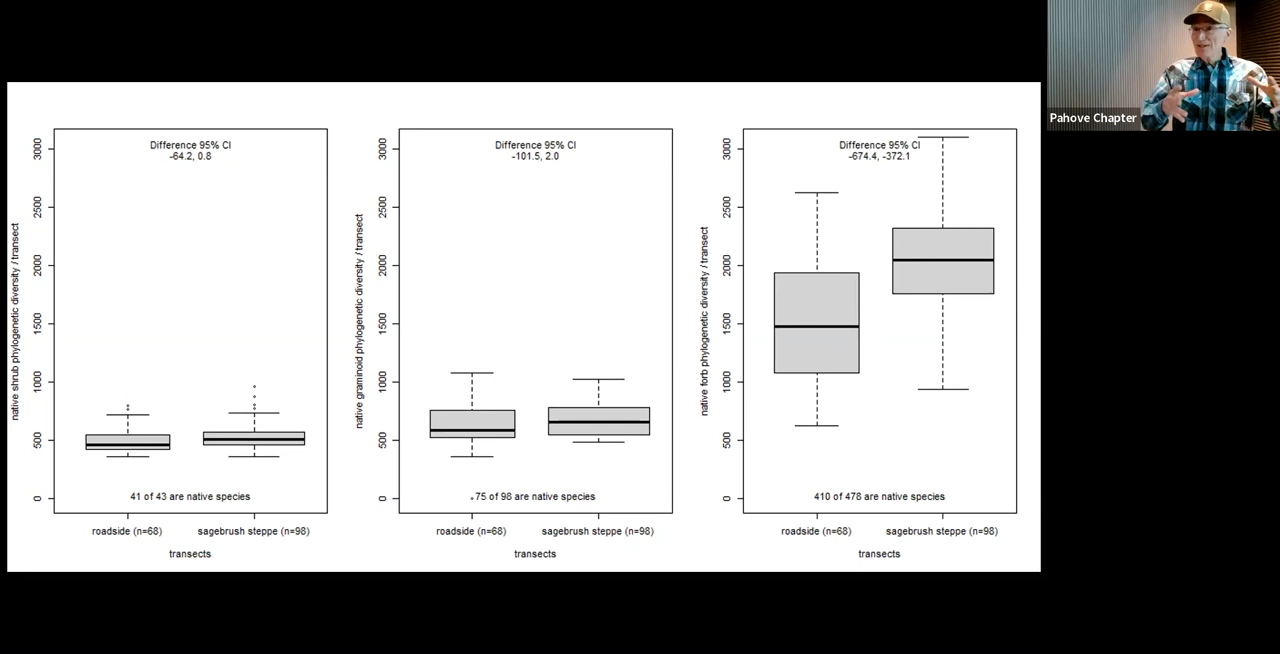 native shrub phylogenetic diversity / transect
3000
2500
2000
1500
1000
500
0
Difference 95% CI
-64.2, 0.8
41 of 43 are native species
roadside (n=68)
sagebrush steppe (n=98)
transects
native graminoid phylogenetic diversity / transect
3000
2500
2000
1500
1000
500
0
Difference 95% CI
-101.5, 2.0
75 of 98 are native species
roadside (n=68)
sagebrush steppe (n=98)
transects
native forb phylogenetic diversity / transect
3000
2500
2000
1500
1000
500
0
Difference 95% CI
-674.4, -372.1
410 of 478 are native species
roadside (n=68)
sagebrush steppe (n=98)
transects
Pahove Chapter